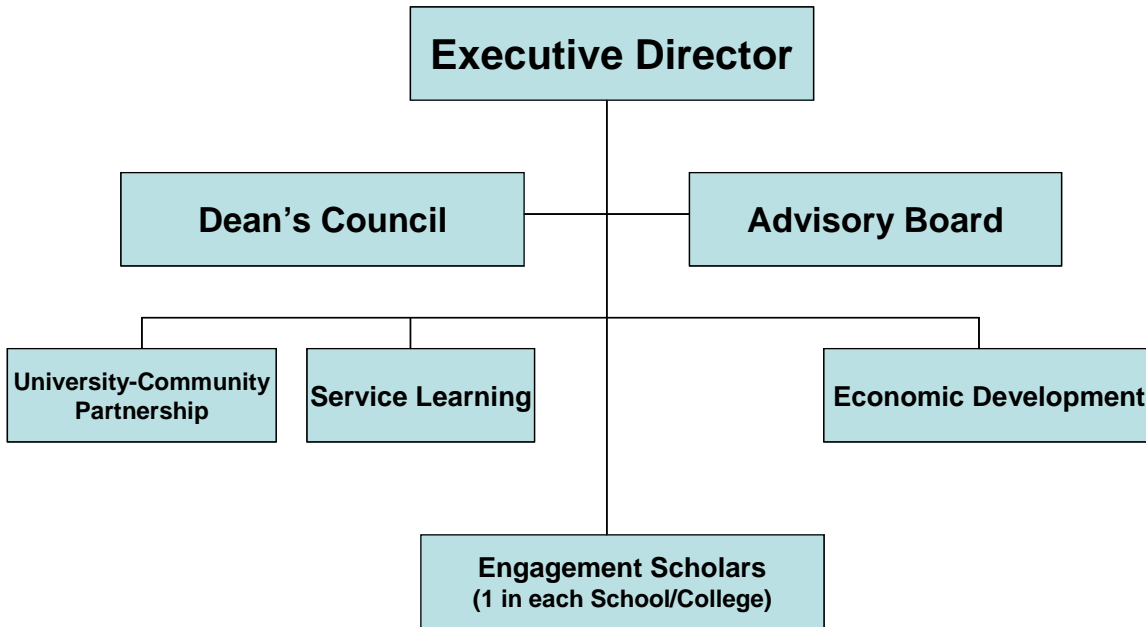 Executive Director
Dean’s Council
Advisory Board
University-Community
Partnership
Service Learning
Economic Development
Engagement Scholars
(1 in each School/College)